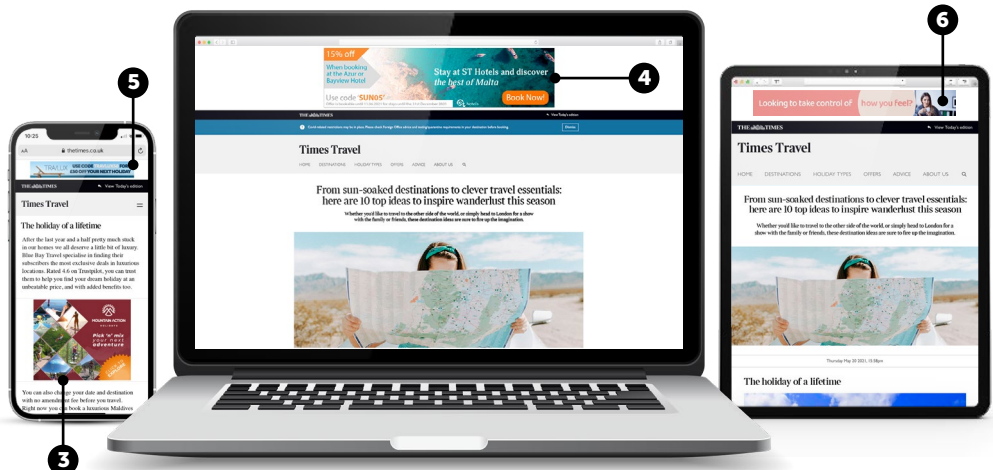 6
5
4
3
10:25
AA thetimes.co.uk
USE CODE FOR
£50 OFF YOUR NEXT HOLIDAY
THE TIMES View Today's edition
Times Travel
The holiday of a lifetime
After the last year and a half pretty much stuck
in our homes we all deserve a little bit of luxury.
Blue Bay Travel specialise in finding their
subscribers the most exclusive deals in luxurious
locations. Rated 4.6 on Trustpilot, you can trust
them to help you find your dream holiday at an
unbeatable price, and with added benefits too.
MOUNTAIN ACTION
Pick 'n' mix
your next
adventure
You can also change your date and destination
with no amendment fee before you travel.
Right now you can book a luxurious Maldives
15% off
When booking
at the Azur or
Bayview Hotel
Use code 'SUN05'
Stay at ST Hotels and discover
the best of Malta
Book Now!
THE TIMES View Today's edition
Times Travel
HOME DESTINATIONS HOLIDAY TYPES OFFERS ADVICE ABOUT US
From sun-soaked destinations to clever travel essentials:
here are 10 top ideas to inspire wanderlust this season
Whether you'd like to travel to the other side of the world, or simply head to London for a show
with the family or friends, these destination ideas are sure to fire up the imagination.
Looking to take control of how you feel?
THE TIMES View Today's edition
Times Travel
HOME DESTINATIONS HOLIDAY TYPES OFFERS ADVICE ABOUT US
From sun-soaked destinations to clever travel essentials:
here are 10 top ideas to inspire wanderlust this season
Whether you'd like to travel to the other side of the world, or simply head to London for a
show with the family or friends, these destination ideas are sure to fire up the imagination.
Thursday May 20 2021, 10.58pm
The holiday of a lifetime